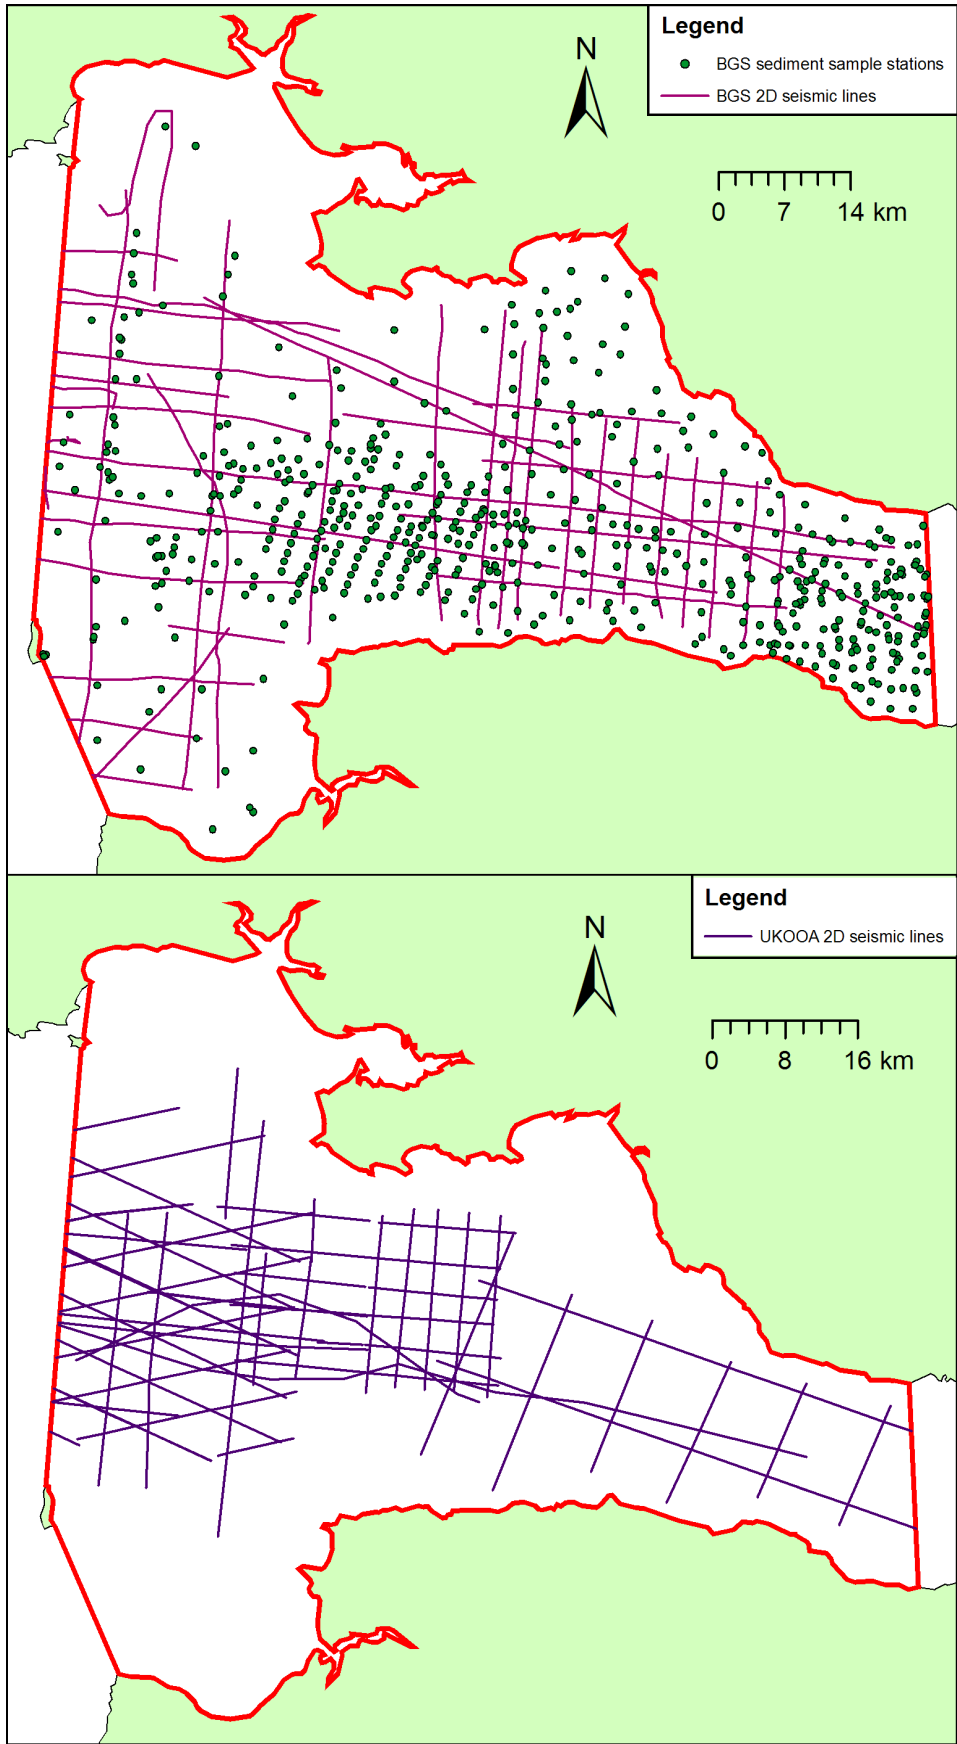 Legend
BGS sediment sample stations
BGS 2D seismic lines
N
0 7 14 km
Legend
UKOOA 2D seismic lines
N
0 8 16 km